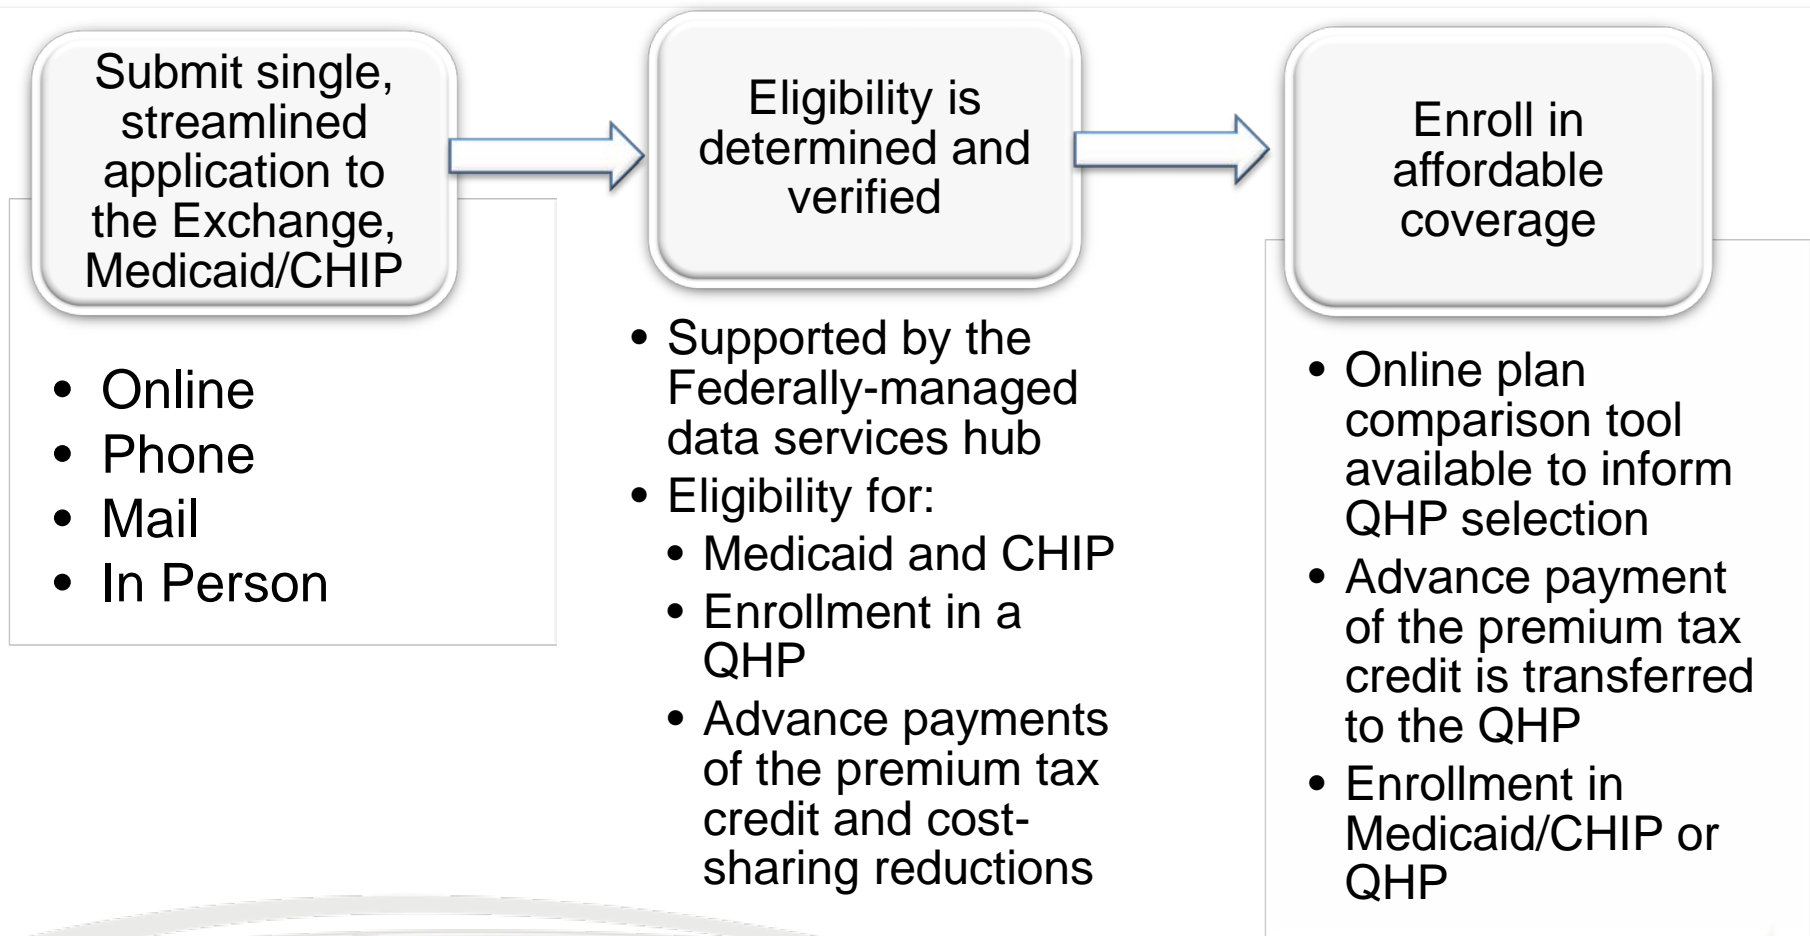 Submit single,
streamlined
application to
the Exchange,
Medicaid/CHIP
• Online
• Phone
• Mail
• In Person
Eligibility is
determined and
verified
• Supported by the
Federally-managed
data services hub
• Eligibility for:
• Medicaid and CHIP
• Enrollment in a
QHP
• Advance payments
of the premium tax
credit and cost-
sharing reductions
Enroll in
affordable
coverage
• Online plan
comparison tool
available to inform
QHP selection
• Advance payment
of the premium tax
credit is transferred
to the QHP
• Enrollment in
Medicaid/CHIP or
QHP